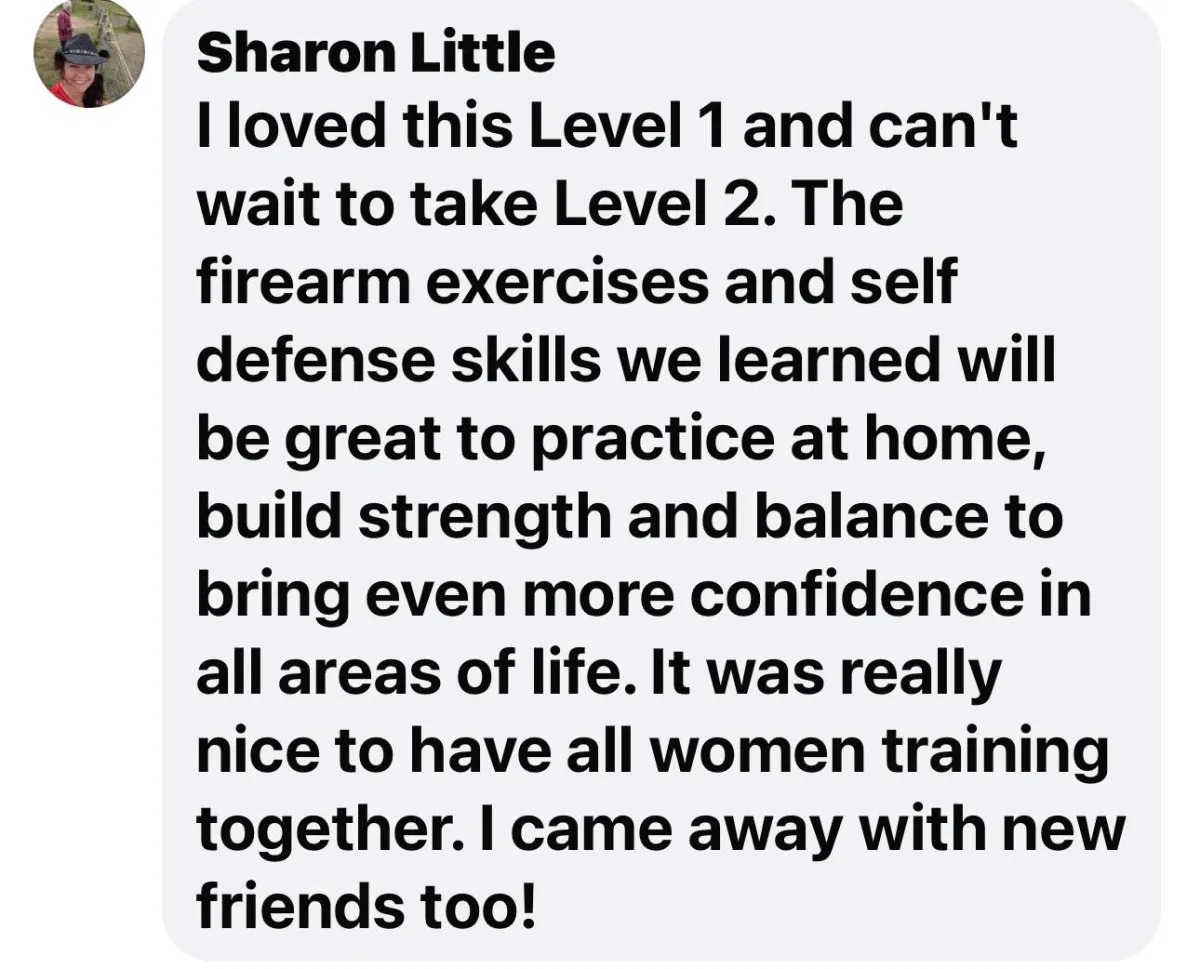 Sharon Little
I loved this Level 1 and can't
wait to take Level 2. The
firearm exercises and self
defense skills we learned will
be great to practice at home,
build strength and balance to
bring even more confidence in
all areas of life. It was really
nice to have all women training
together. I came away with new
friends too!